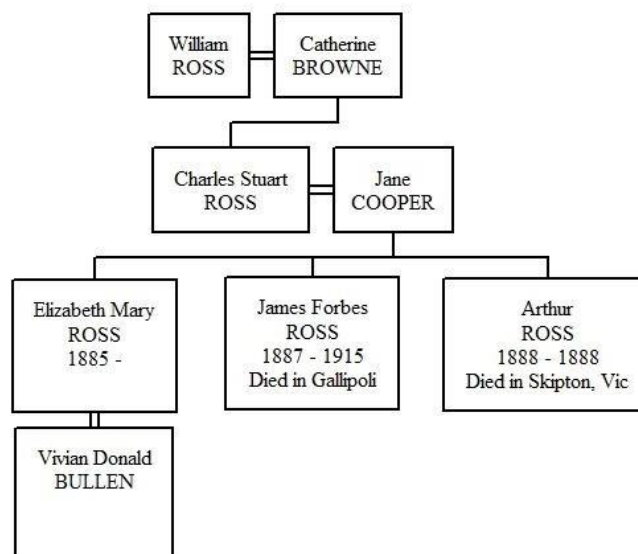 William
ROSS
Catherine
BROWNE
Charles Stuart
ROSS
Jane
COOPER
Elizabeth Mary
ROSS
1885 -
James Forbes
ROSS
1887 - 1915
Died in Gallipoli
Arthur
ROSS
1888 - 1888
Died in Skipton, Vic
Vivian Donald
BULLEN